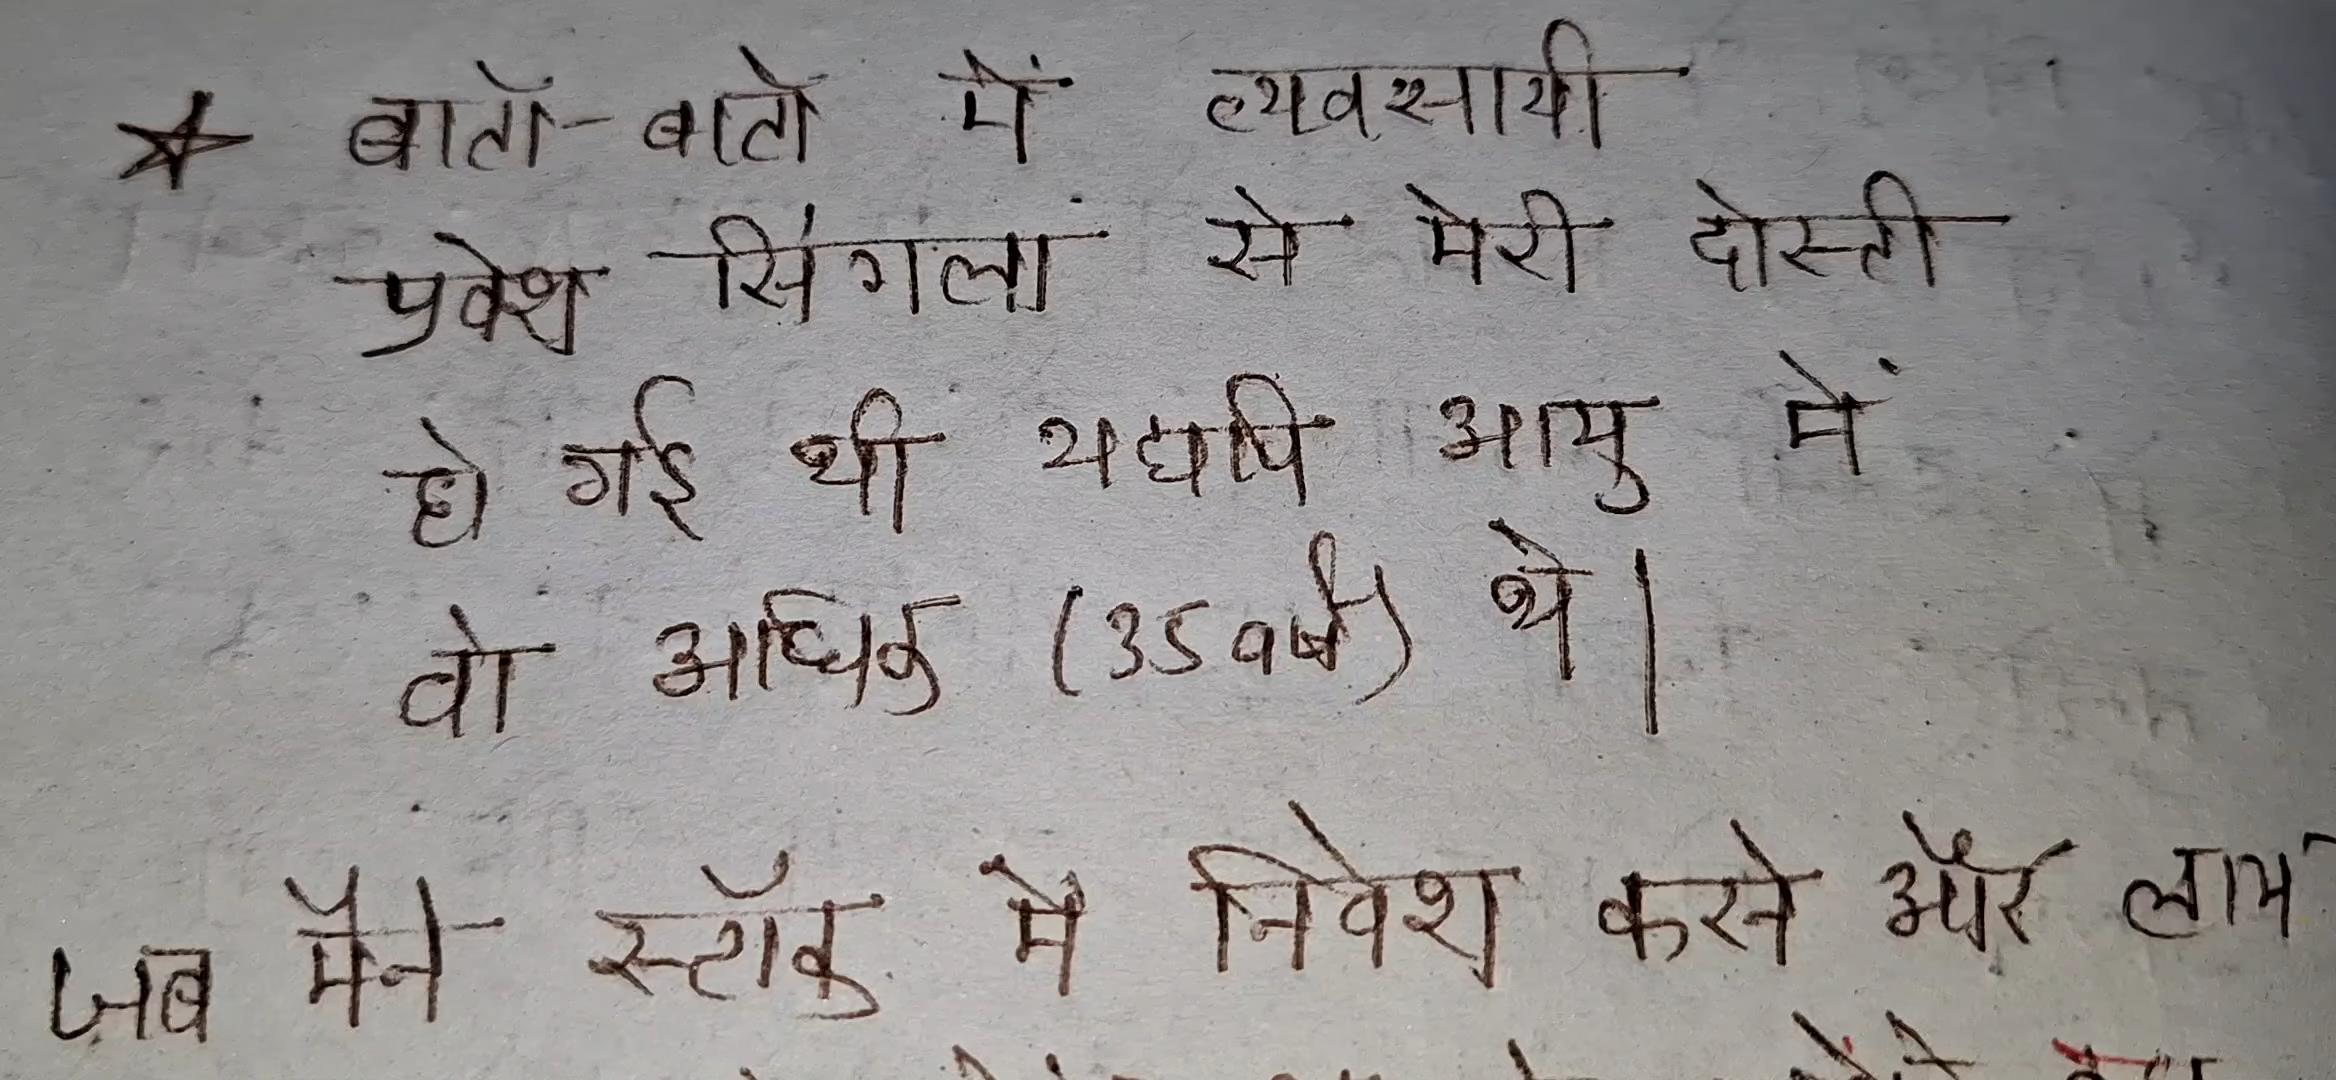 ★ बातों-बातों में व्यवसायी
प्रवेश सिंगला से मेरी दोस्ती
हो गई थी यद्यपि आयु में
वो अधिक (35 वर्ष) थे।
जब मैंने स्टॉक में निवेश करने और लाभ